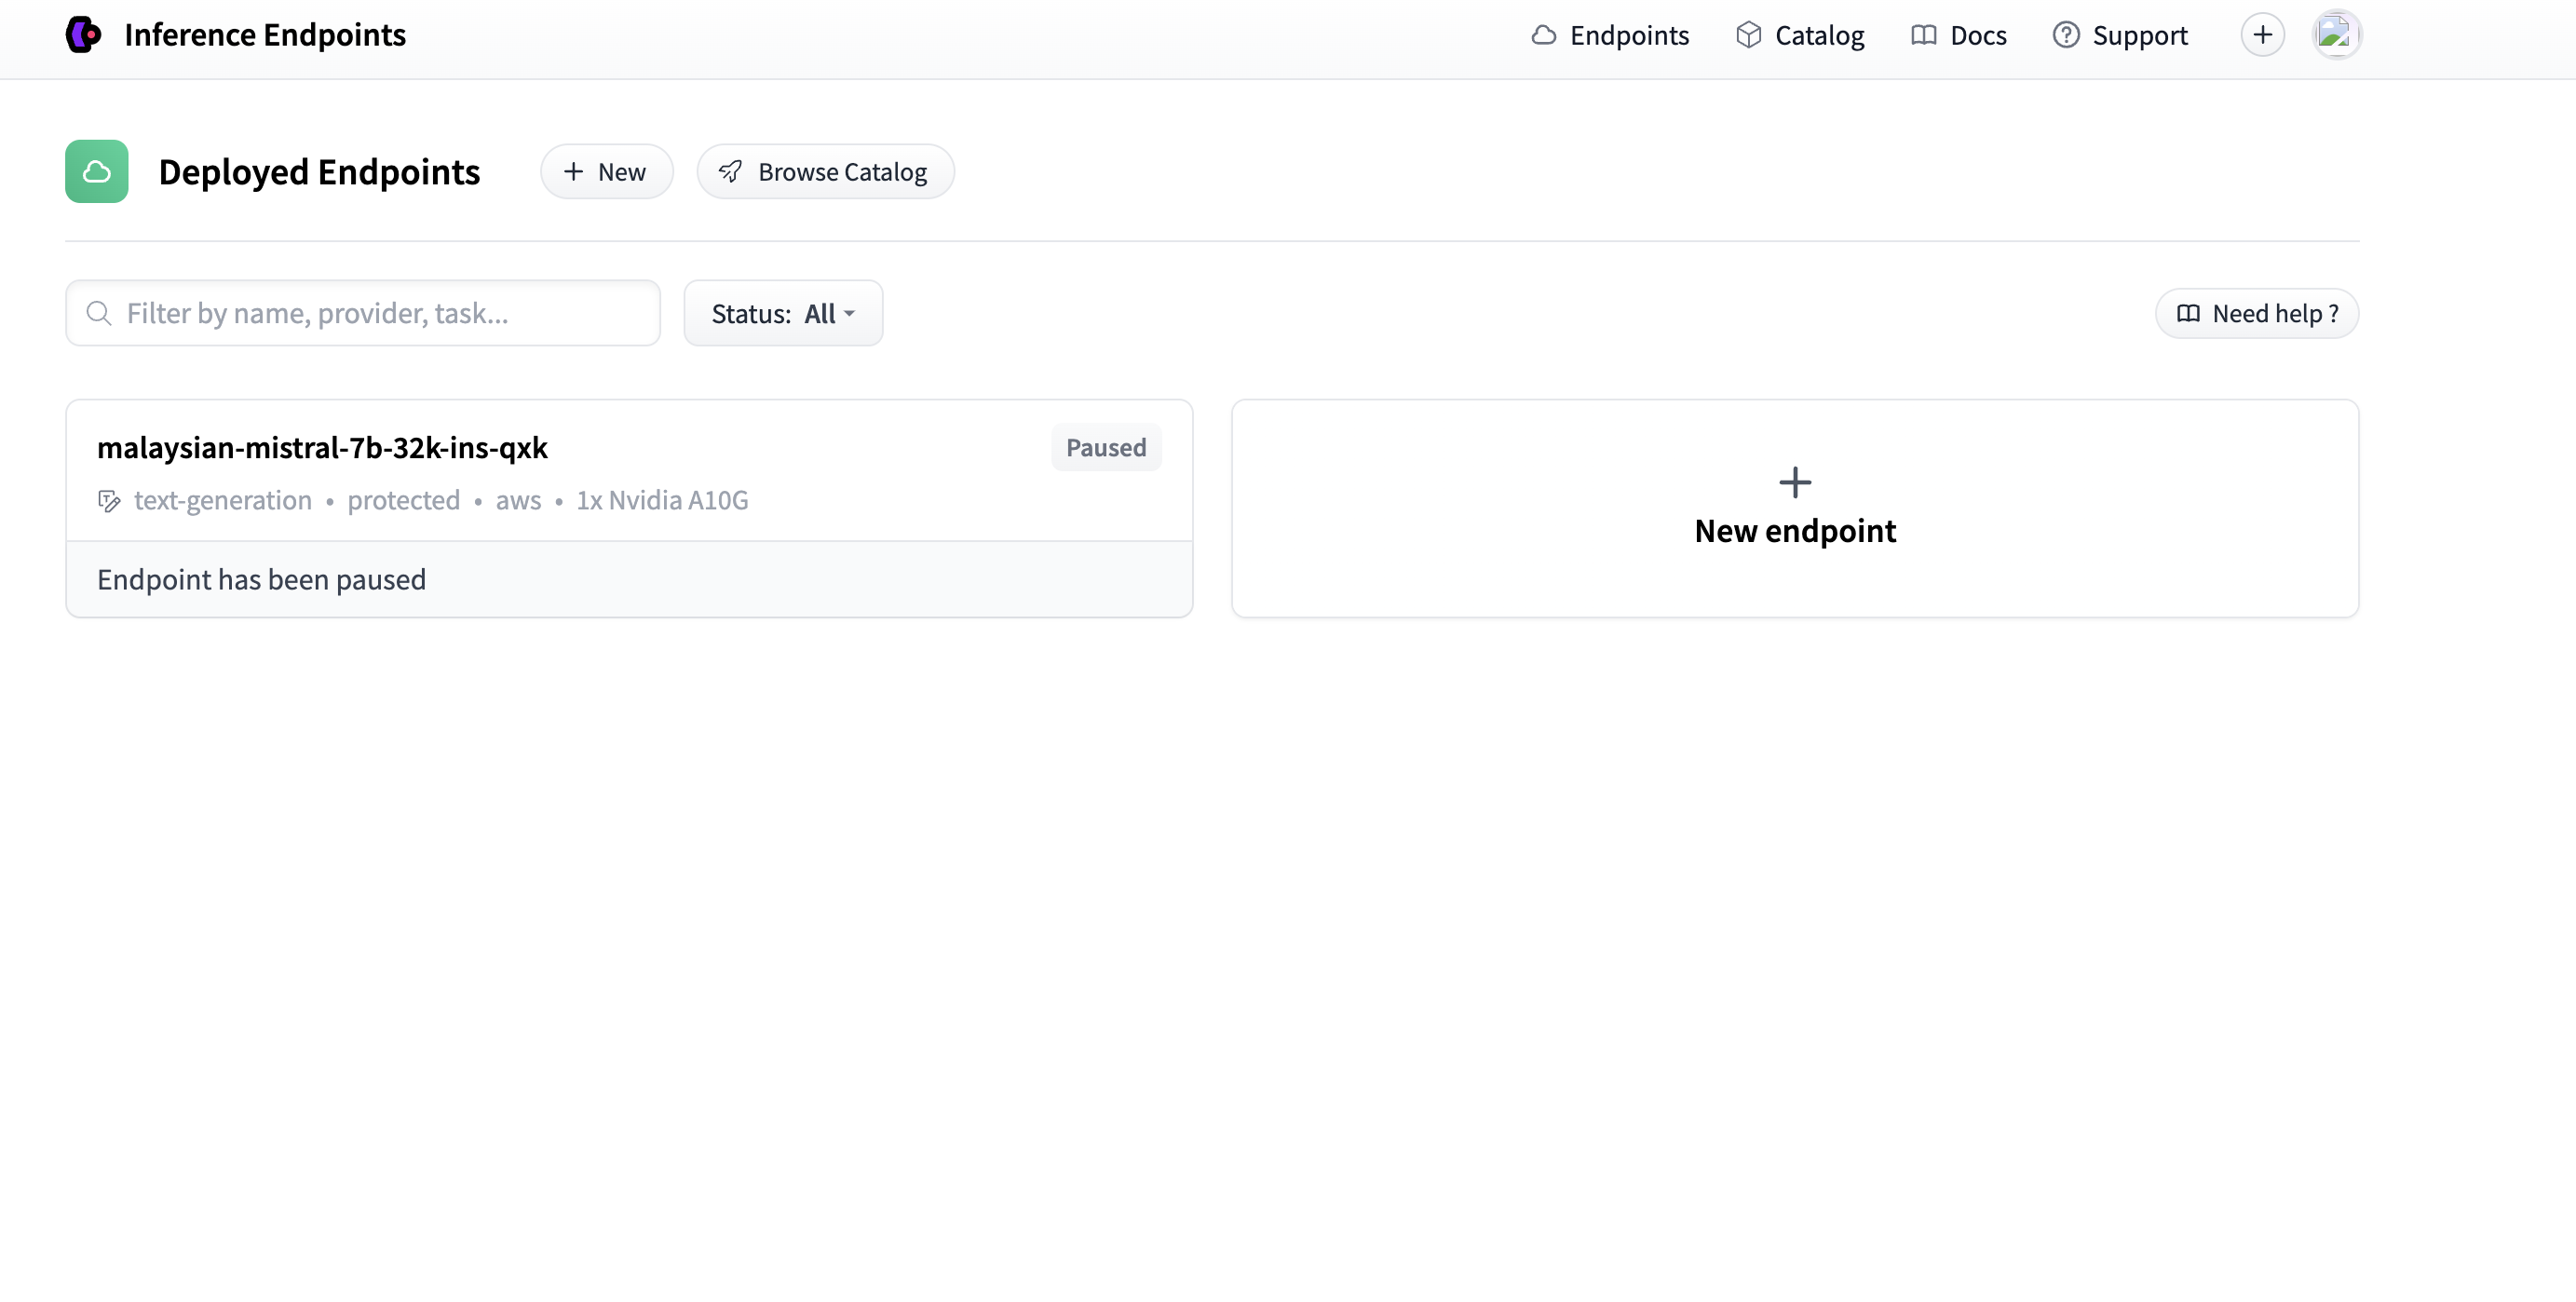 Inference Endpoints
Endpoints
Catalog
Docs
Support
Deployed Endpoints
New
Browse Catalog
Filter by name, provider, task...
Status: All
Need help ?
malaysian-mistral-7b-32k-ins-qxk
Paused
text-generation • protected • aws • 1x Nvidia A10G
Endpoint has been paused
New endpoint